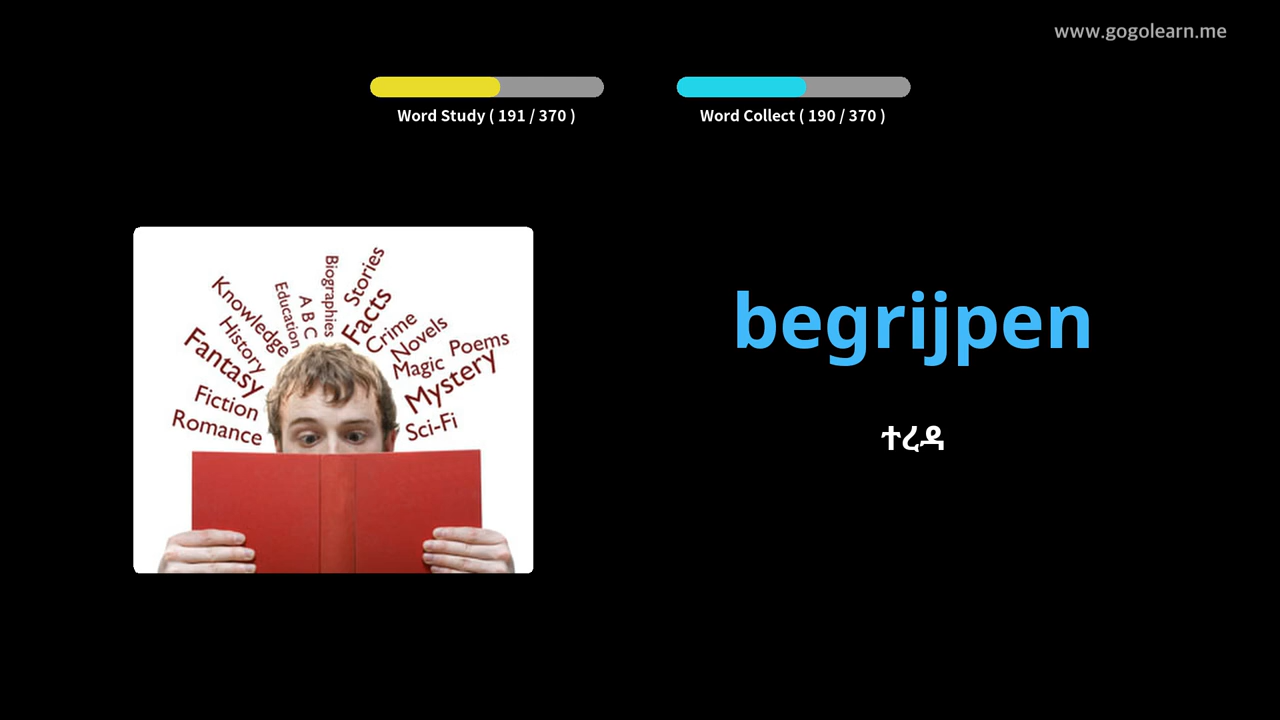 www.gogolearn.me
Word Study ( 191 / 370 )
Word Collect ( 190 / 370 )
Knowledge
Education
A B C
Biographies
Stories
Facts
Crime
Novels
Poems
Magic
Mystery
Sci-Fi
History
Fantasy
Fiction
Romance
begrijpen
ተረዳ